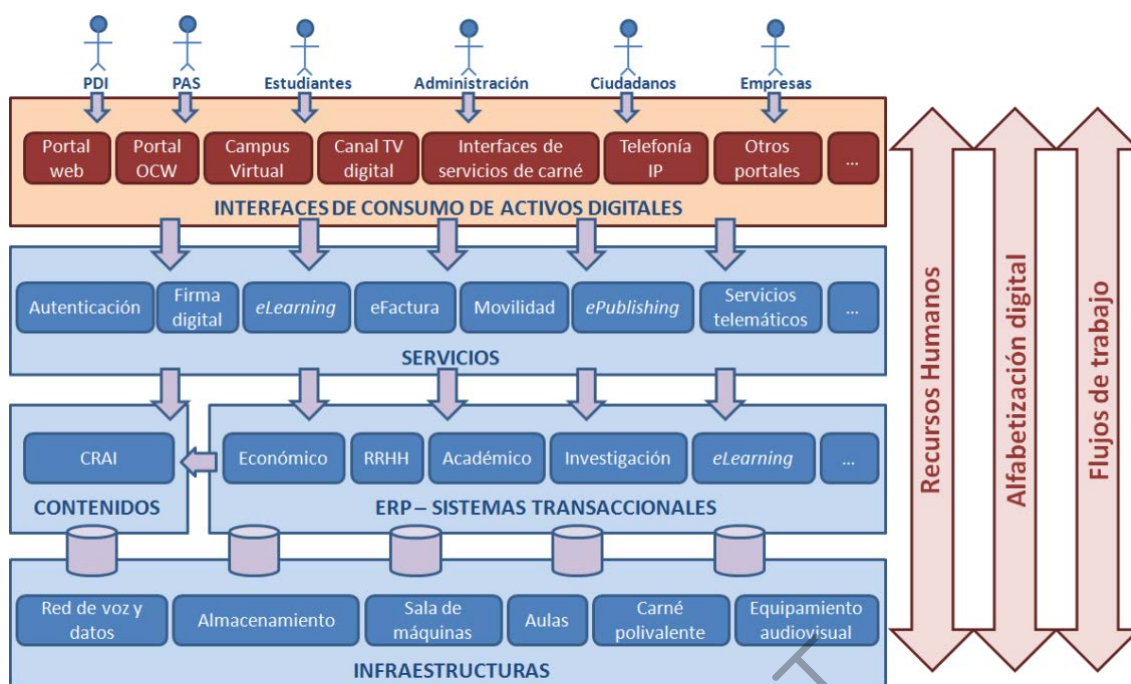 PDI
PAS
Estudiantes
Administración
Ciudadanos
Empresas
Portal
web
Portal
OCW
Campus
Virtual
Canal TV
digital
Interfaces de
servicios de carné
Telefonía
IP
Otros
portales
...
INTERFACES DE CONSUMO DE ACTIVOS DIGITALES
Autenticación
Firma
digital
eLearning
eFactura
Movilidad
ePublishing
Servicios
telemáticos
...
SERVICIOS
CRAI
CONTENIDOS
Económico
RRHH
Académico
Investigación
eLearning
...
ERP – SISTEMAS TRANSACCIONALES
Red de voz y
datos
Almacenamiento
Sala de
máquinas
Aulas
Carné
polivalente
Equipamiento
audiovisual
INFRAESTRUCTURAS
Recursos Humanos
Alfabetización digital
Flujos de trabajo